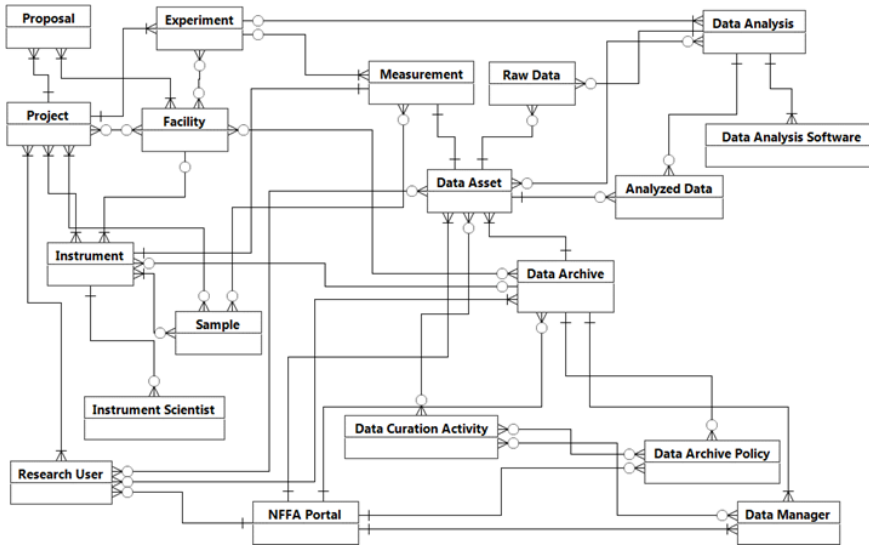 Proposal
Experiment
Data Analysis
Measurement
Raw Data
Project
Facility
Data Analysis Software
Data Asset
Analyzed Data
Instrument
Data Archive
Sample
Instrument Scientist
Data Curation Activity
Data Archive Policy
Research User
NFFA Portal
Data Manager